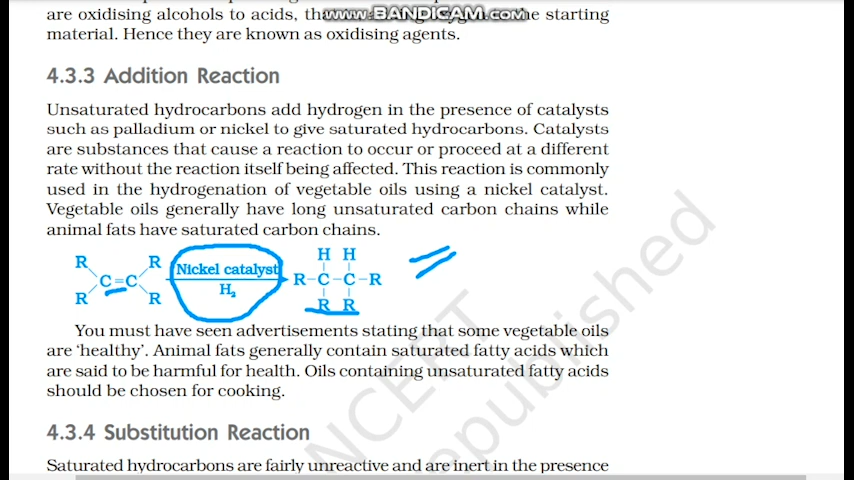 are oxidising alcohols to acids, the starting
www.BANDICAM.com
material. Hence they are known as oxidising agents.
4.3.3 Addition Reaction
Unsaturated hydrocarbons add hydrogen in the presence of catalysts
such as palladium or nickel to give saturated hydrocarbons. Catalysts
are substances that cause a reaction to occur or proceed at a different
rate without the reaction itself being affected. This reaction is commonly
used in the hydrogenation of vegetable oils using a nickel catalyst.
Vegetable oils generally have long unsaturated carbon chains while
animal fats have saturated carbon chains.
R R H H
C=C Nickel catalyst R-C-C-R
R R H₂ R R
You must have seen advertisements stating that some vegetable oils
are ‘healthy’. Animal fats generally contain saturated fatty acids which
are said to be harmful for health. Oils containing unsaturated fatty acids
should be chosen for cooking.
NCERT
republished
4.3.4 Substitution Reaction
Saturated hydrocarbons are fairly unreactive and are inert in the presence